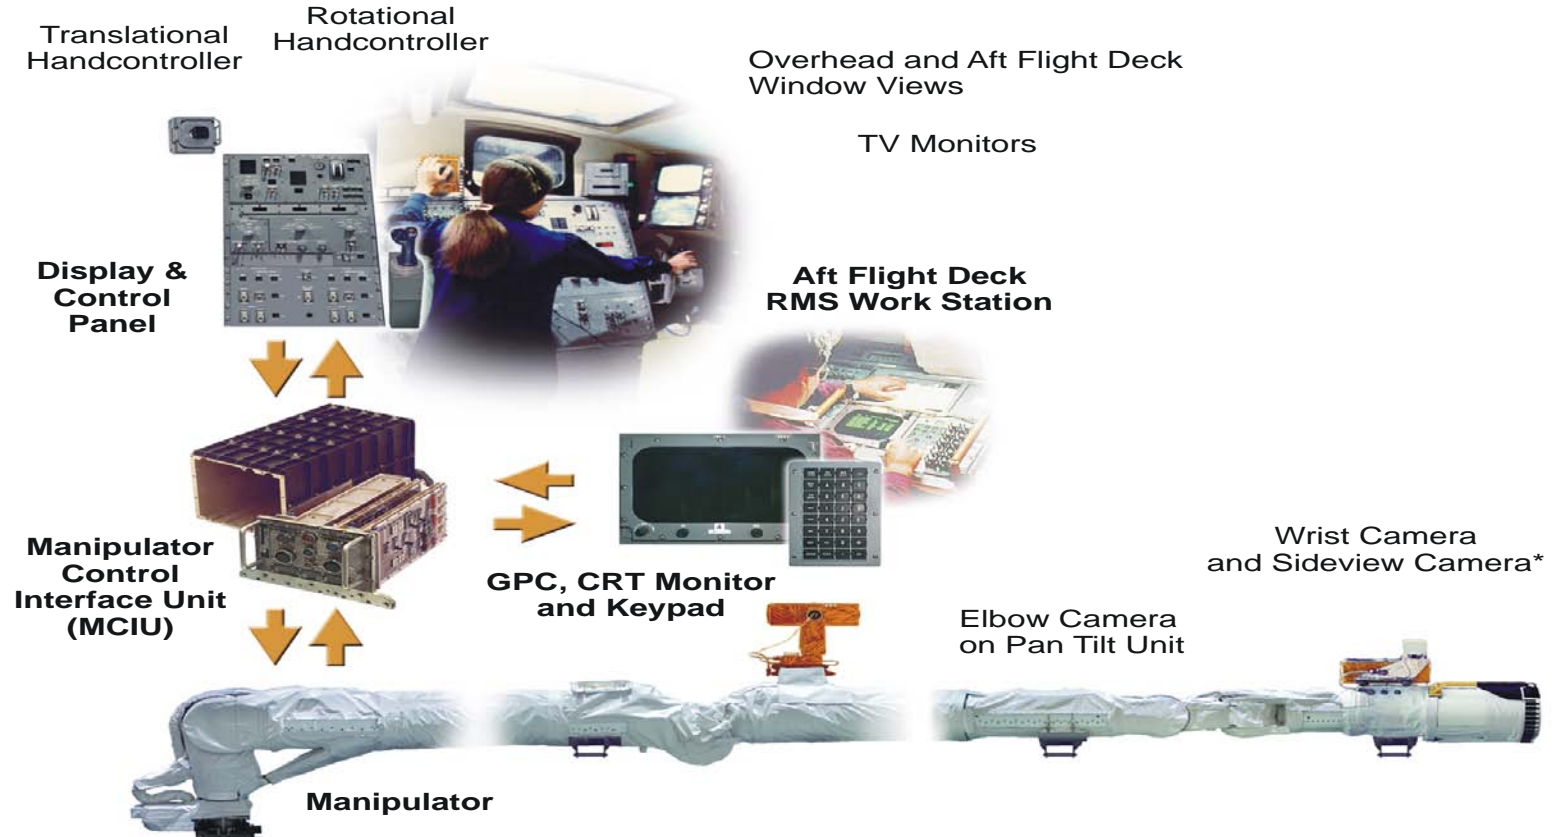 Translational
Handcontroller
Rotational
Handcontroller
Overhead and Aft Flight Deck
Window Views
TV Monitors
Display &
Control
Panel
Aft Flight Deck
RMS Work Station
Manipulator
Control
Interface Unit
(MCIU)
GPC, CRT Monitor
and Keypad
Wrist Camera
and Sideview Camera*
Elbow Camera
on Pan Tilt Unit
Manipulator